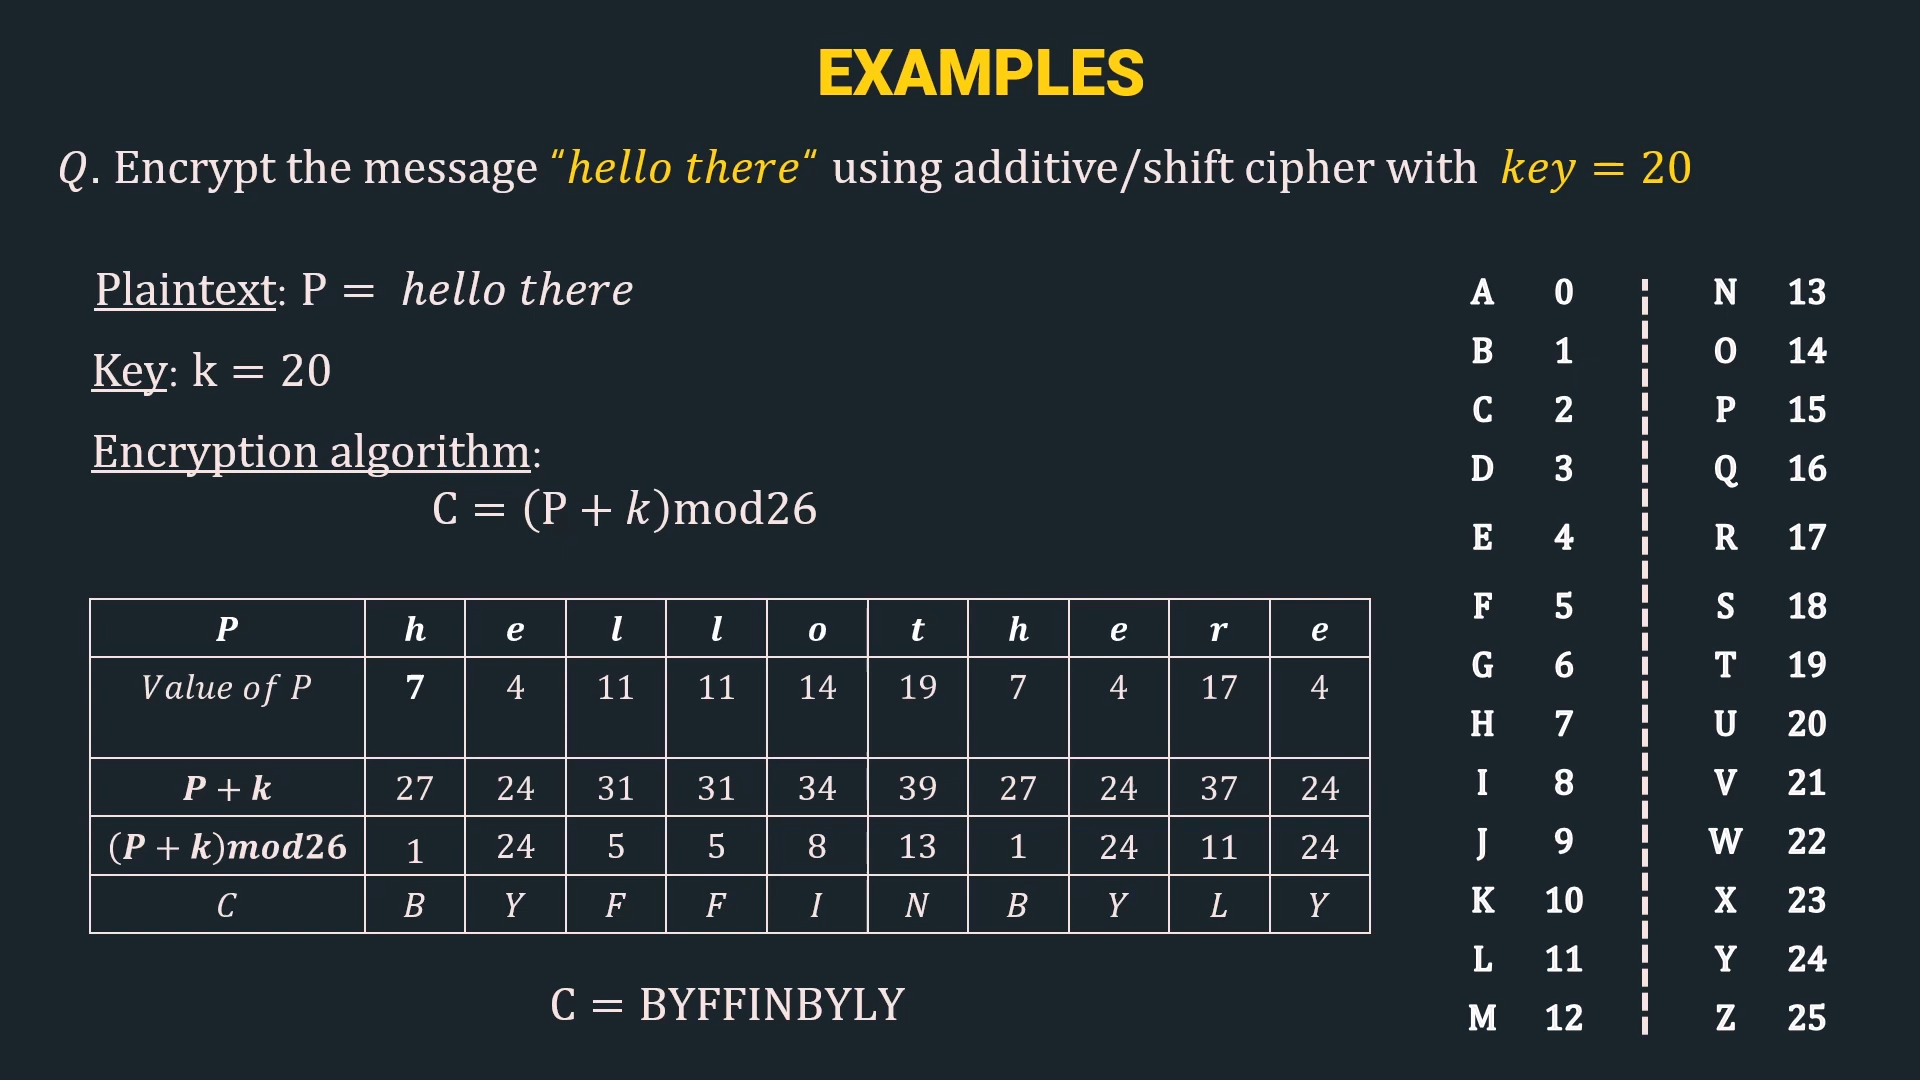 EXAMPLES
Q. Encrypt the message “hello there“ using additive/shift cipher with key = 20
Plaintext: P = hello there
Key: k = 20
Encryption algorithm:
C = (P + k)mod26
P h e l l o t h e r e
Value of P 7 4 11 11 14 19 7 4 17 4
P + k 27 24 31 31 34 39 27 24 37 24
(P + k)mod26 1 24 5 5 8 13 1 24 11 24
C B Y F F I N B Y L Y
C = BYFFINBYLY
A 0 N 13
B 1 O 14
C 2 P 15
D 3 Q 16
E 4 R 17
F 5 S 18
G 6 T 19
H 7 U 20
I 8 V 21
J 9 W 22
K 10 X 23
L 11 Y 24
M 12 Z 25